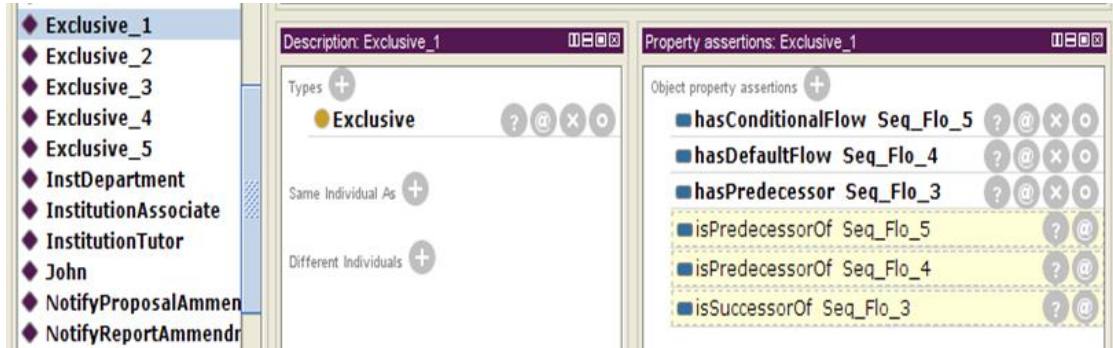 Exclusive_1
Exclusive_2
Exclusive_3
Exclusive_4
Exclusive_5
InstDepartment
InstitutionAssociate
InstitutionTutor
John
NotifyProposalAmmen
NotifyReportAmmendr
Description: Exclusive_1
Types
Exclusive
Same Individual As
Different Individuals
Property assertions: Exclusive_1
Object property assertions
hasConditionalFlow Seq_Flo_5
hasDefaultFlow Seq_Flo_4
hasPredecessor Seq_Flo_3
isPredecessorOf Seq_Flo_5
isPredecessorOf Seq_Flo_4
isSuccessorOf Seq_Flo_3